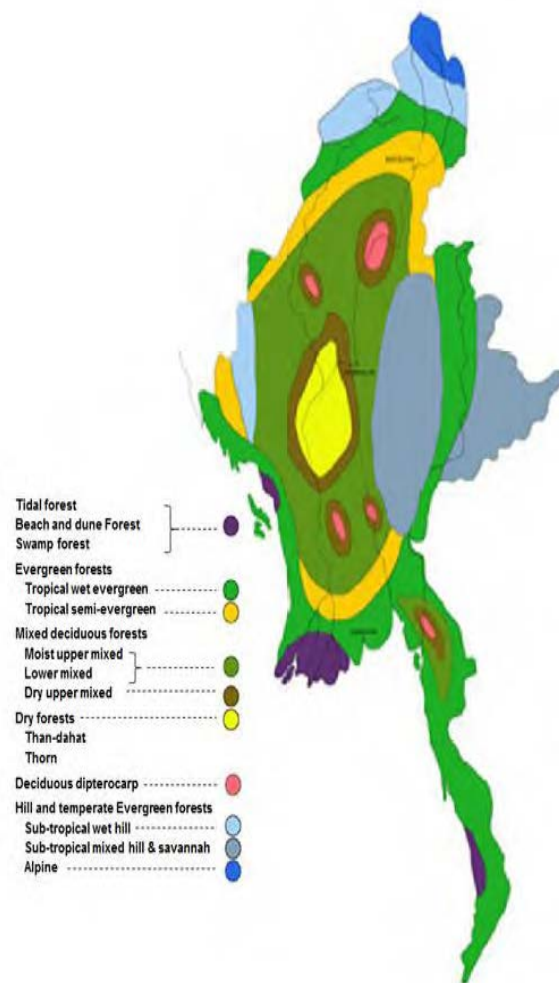 Tidal forest
Beach and dune Forest
Swamp forest
Evergreen forests
Tropical wet evergreen
Tropical semi-evergreen
Mixed deciduous forests
Moist upper mixed
Lower mixed
Dry upper mixed
Dry forests
Than-dahat
Thorn
Deciduous dipterocarp
Hill and temperate Evergreen forests
Sub-tropical wet hill
Sub-tropical mixed hill & savannah
Alpine